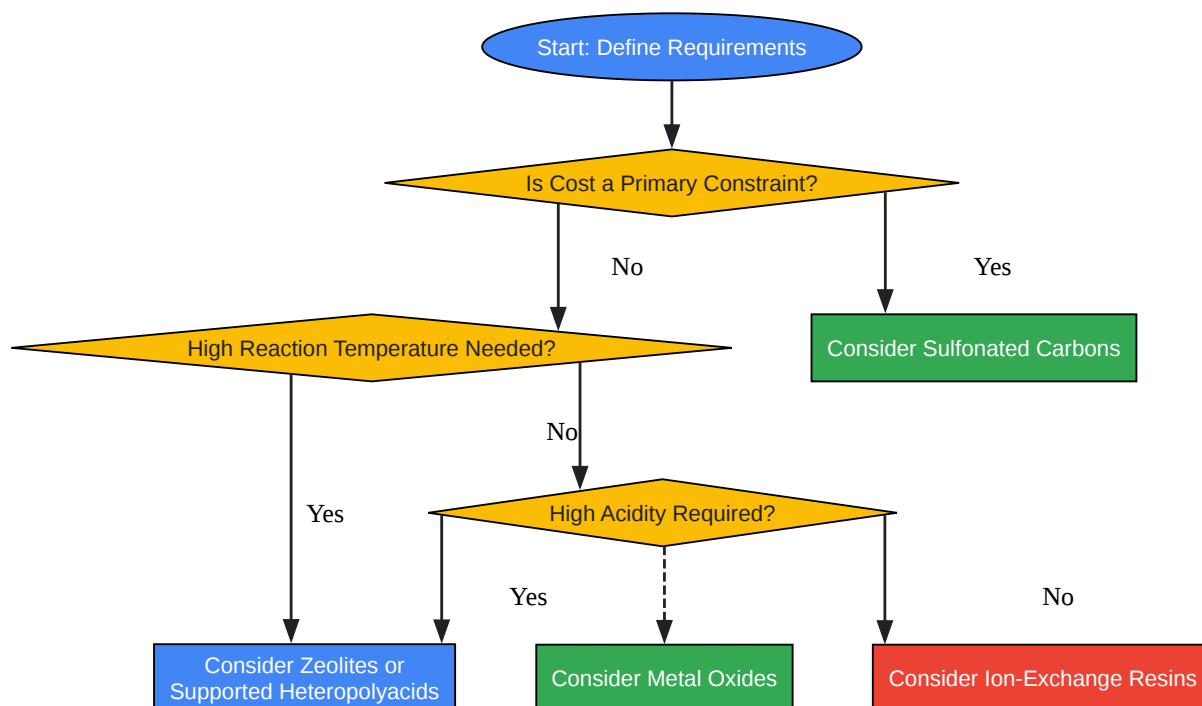 Start: Define Requirements
Is Cost a Primary Constraint?
No
Yes
High Reaction Temperature Needed?
Consider Sulfonated Carbons
No
Yes
High Acidity Required?
Yes
No
Consider Zeolites or
Supported Heteropolyacids
Consider Metal Oxides
Consider Ion-Exchange Resins